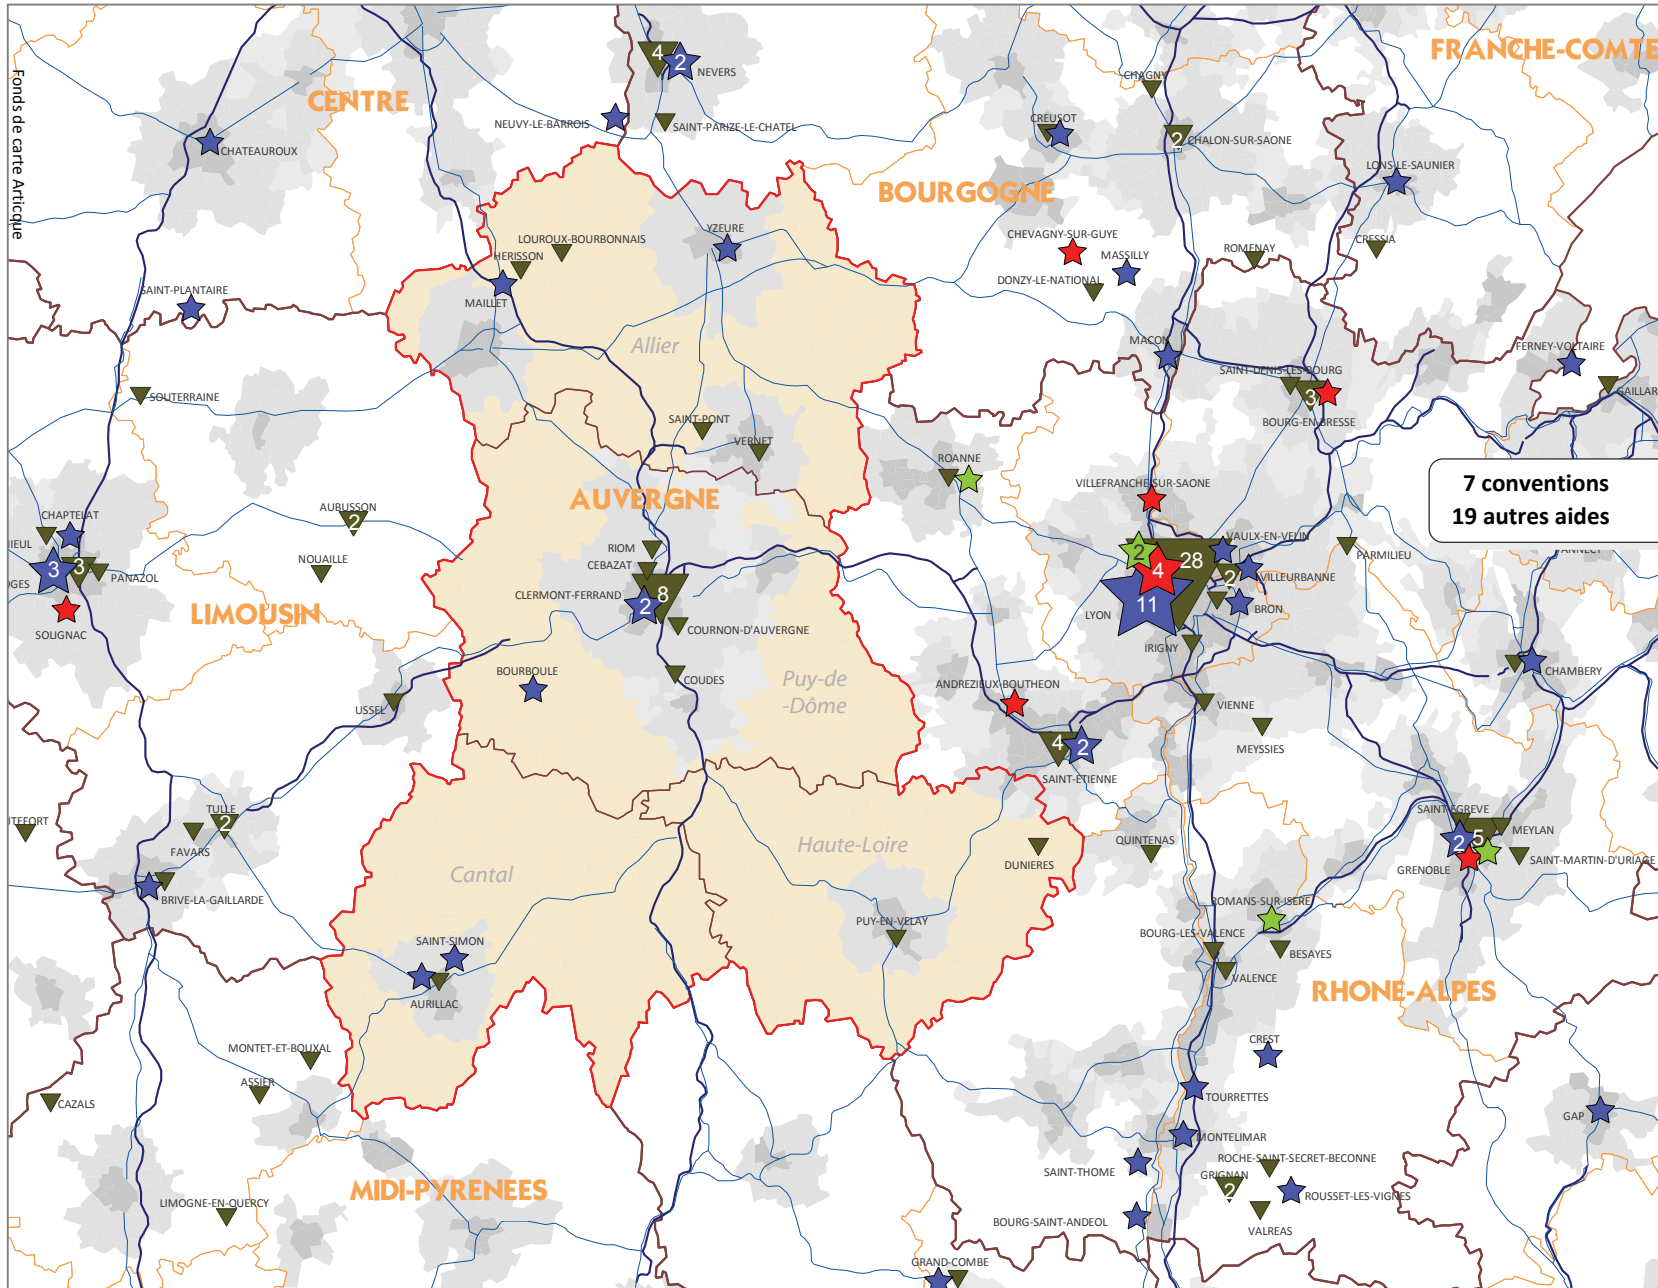 Fonds de carte Articque
FRANCHE-COMTE
4
2
NEVERS
CENTRE
CHAGNY
NEUVY-LE-BARROIS
SAINT-PARIZE-LE-CHATEL
CREUSOT
2
CHALON-SUR-SAONE
CHATEAUROUX
LONS-LE-SAUNIER
BOURGOGNE
LOUROUX-BOURBONNAIS
YZEURE
CHEVAGNY-SUR-GUYE
MASSILLY
ROMENAY
CRESSIA
HERISSON
DONZY-LE-NATIONAL
SAINT-PLANTAIRE
MAILLET
Allier
MACON
FERNEY-VOLTAIRE
SAINT-DENIS-LES-BOURG
3
GAILLAR
SOUTERRAINE
SAINT-PONT
BOURG-EN-BRESSE
VERNET
ROANNE
VILLEFRANCHE-SUR-SAONE
7 conventions
19 autres aides
AUVERGNE
AUBUSSON
2
CHAPTELAT
IEUL
RIOM
CEBAZAT
VAULX-EN-VELIN
2
28
4
PARMILIEU
ANNECY
NOUAILLE
3
3
PANAZOL
OGES
2
VILLEURBANNE
CLERMONT-FERRAND
2
8
11
LYON
BRON
LIMOUSIN
SOLIGNAC
COURNON-D'AUVERGNE
IRIGNY
BOURBOULE
COUDES
Puy-de
-Dôme
ANDREZIEUX-BOUTHEON
CHAMBERY
USSEL
VIENNE
MEYSSIES
4
2
SAINT-ETIENNE
TULLE
2
SAINT-EGREVE
UTEFORT
FAVARS
Haute-Loire
DUNIERES
QUINTENAS
2
5
MEYLAN
SAINT-MARTIN-D'URIAGE
GRENOBLE
Cantal
BRIVE-LA-GAILLARDE
ROMANS-SUR-ISERE
PUY-EN-VELAY
BOURG-LES-VALENCE
SAINT-SIMON
BESAYES
VALENCE
AURILLAC
RHONE-ALPES
MONTET-ET-BOUXAL
CREST
ASSIER
CAZALS
TOURRETTES
GAP
MONTELIMAR
SAINT-THOME
ROCHE-SAINT-SECRET-BECONNE
GRIGNAN
2
ROUSSET-LES-VIGNES
MIDI-PYRENEES
LIMOGNE-EN-QUERCY
BOURG-SAINT-ANDEOL
VALREAS
GRAND-COMBE